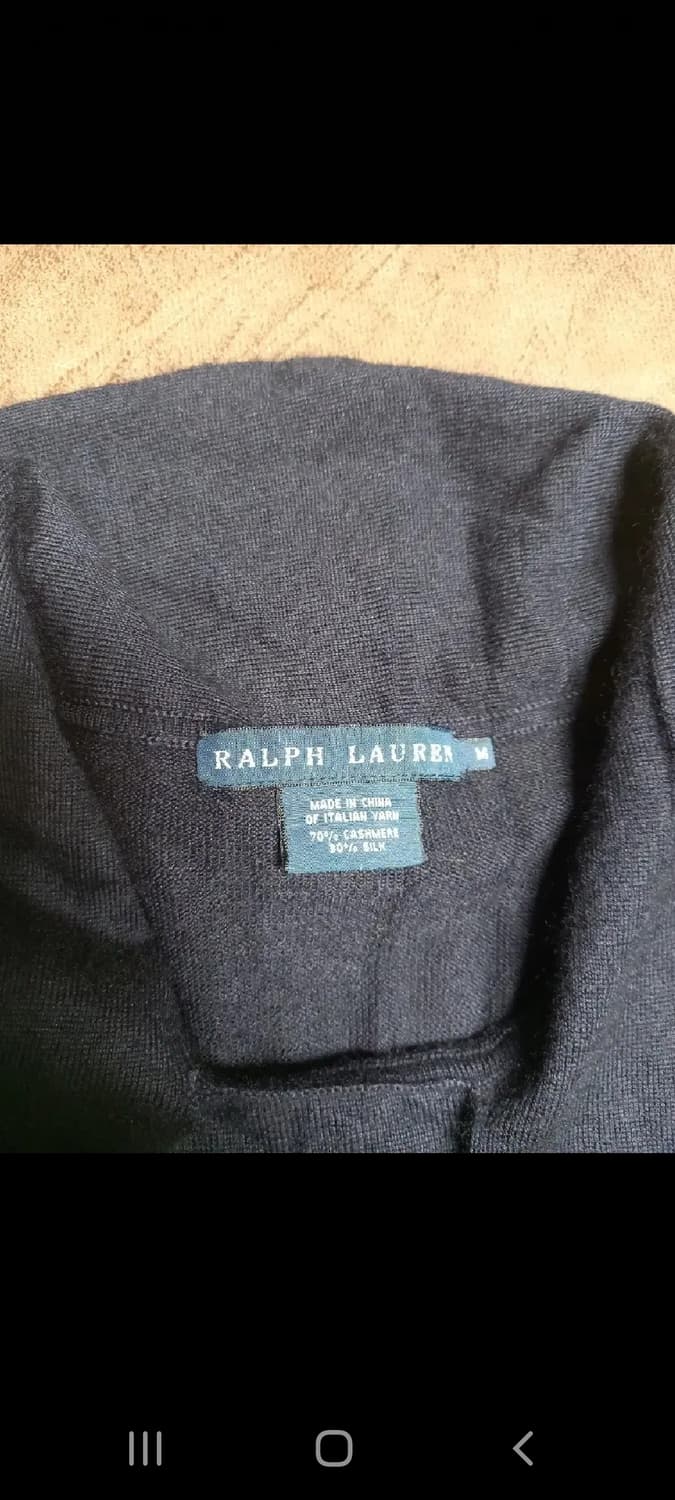 RALPH LAUREN
M
MADE IN CHINA
OF ITALIAN YARN
70% CASHMERE
30% SILK